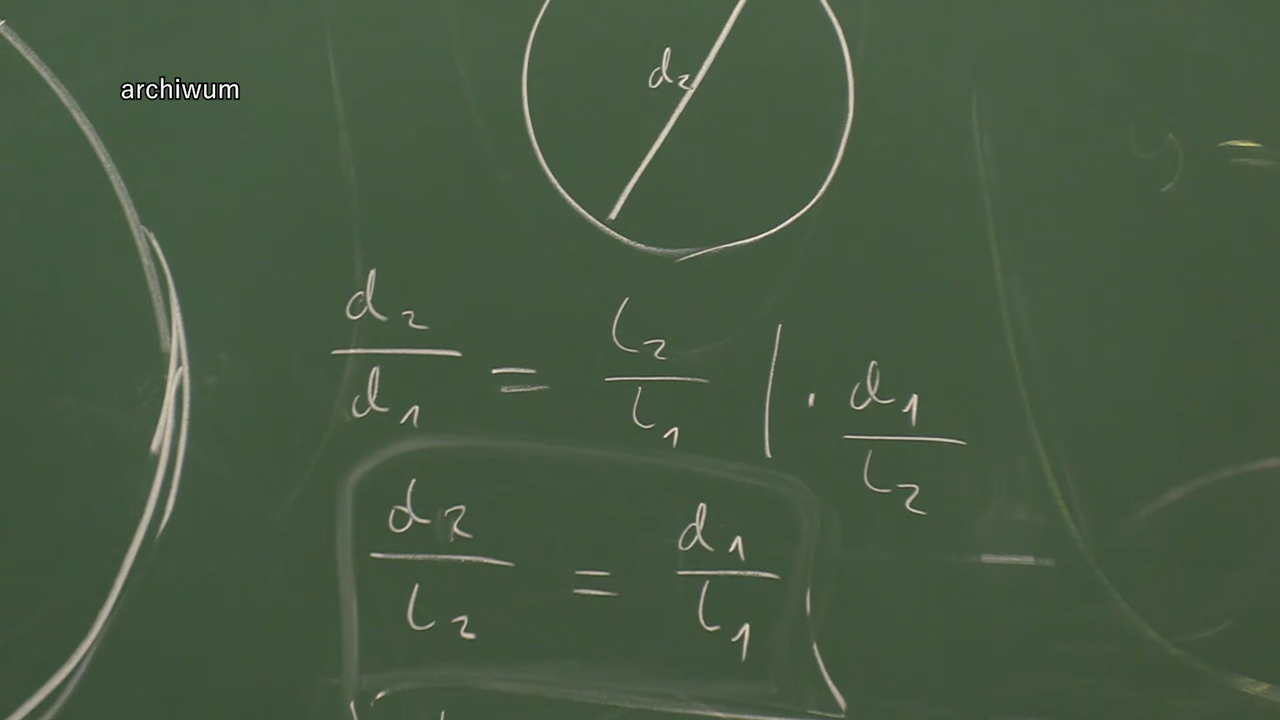 archiwum
d₂
d₂/d₁ = l₂/l₁ | · d₁/l₂
d₂/l₂ = d₁/l₁
y =